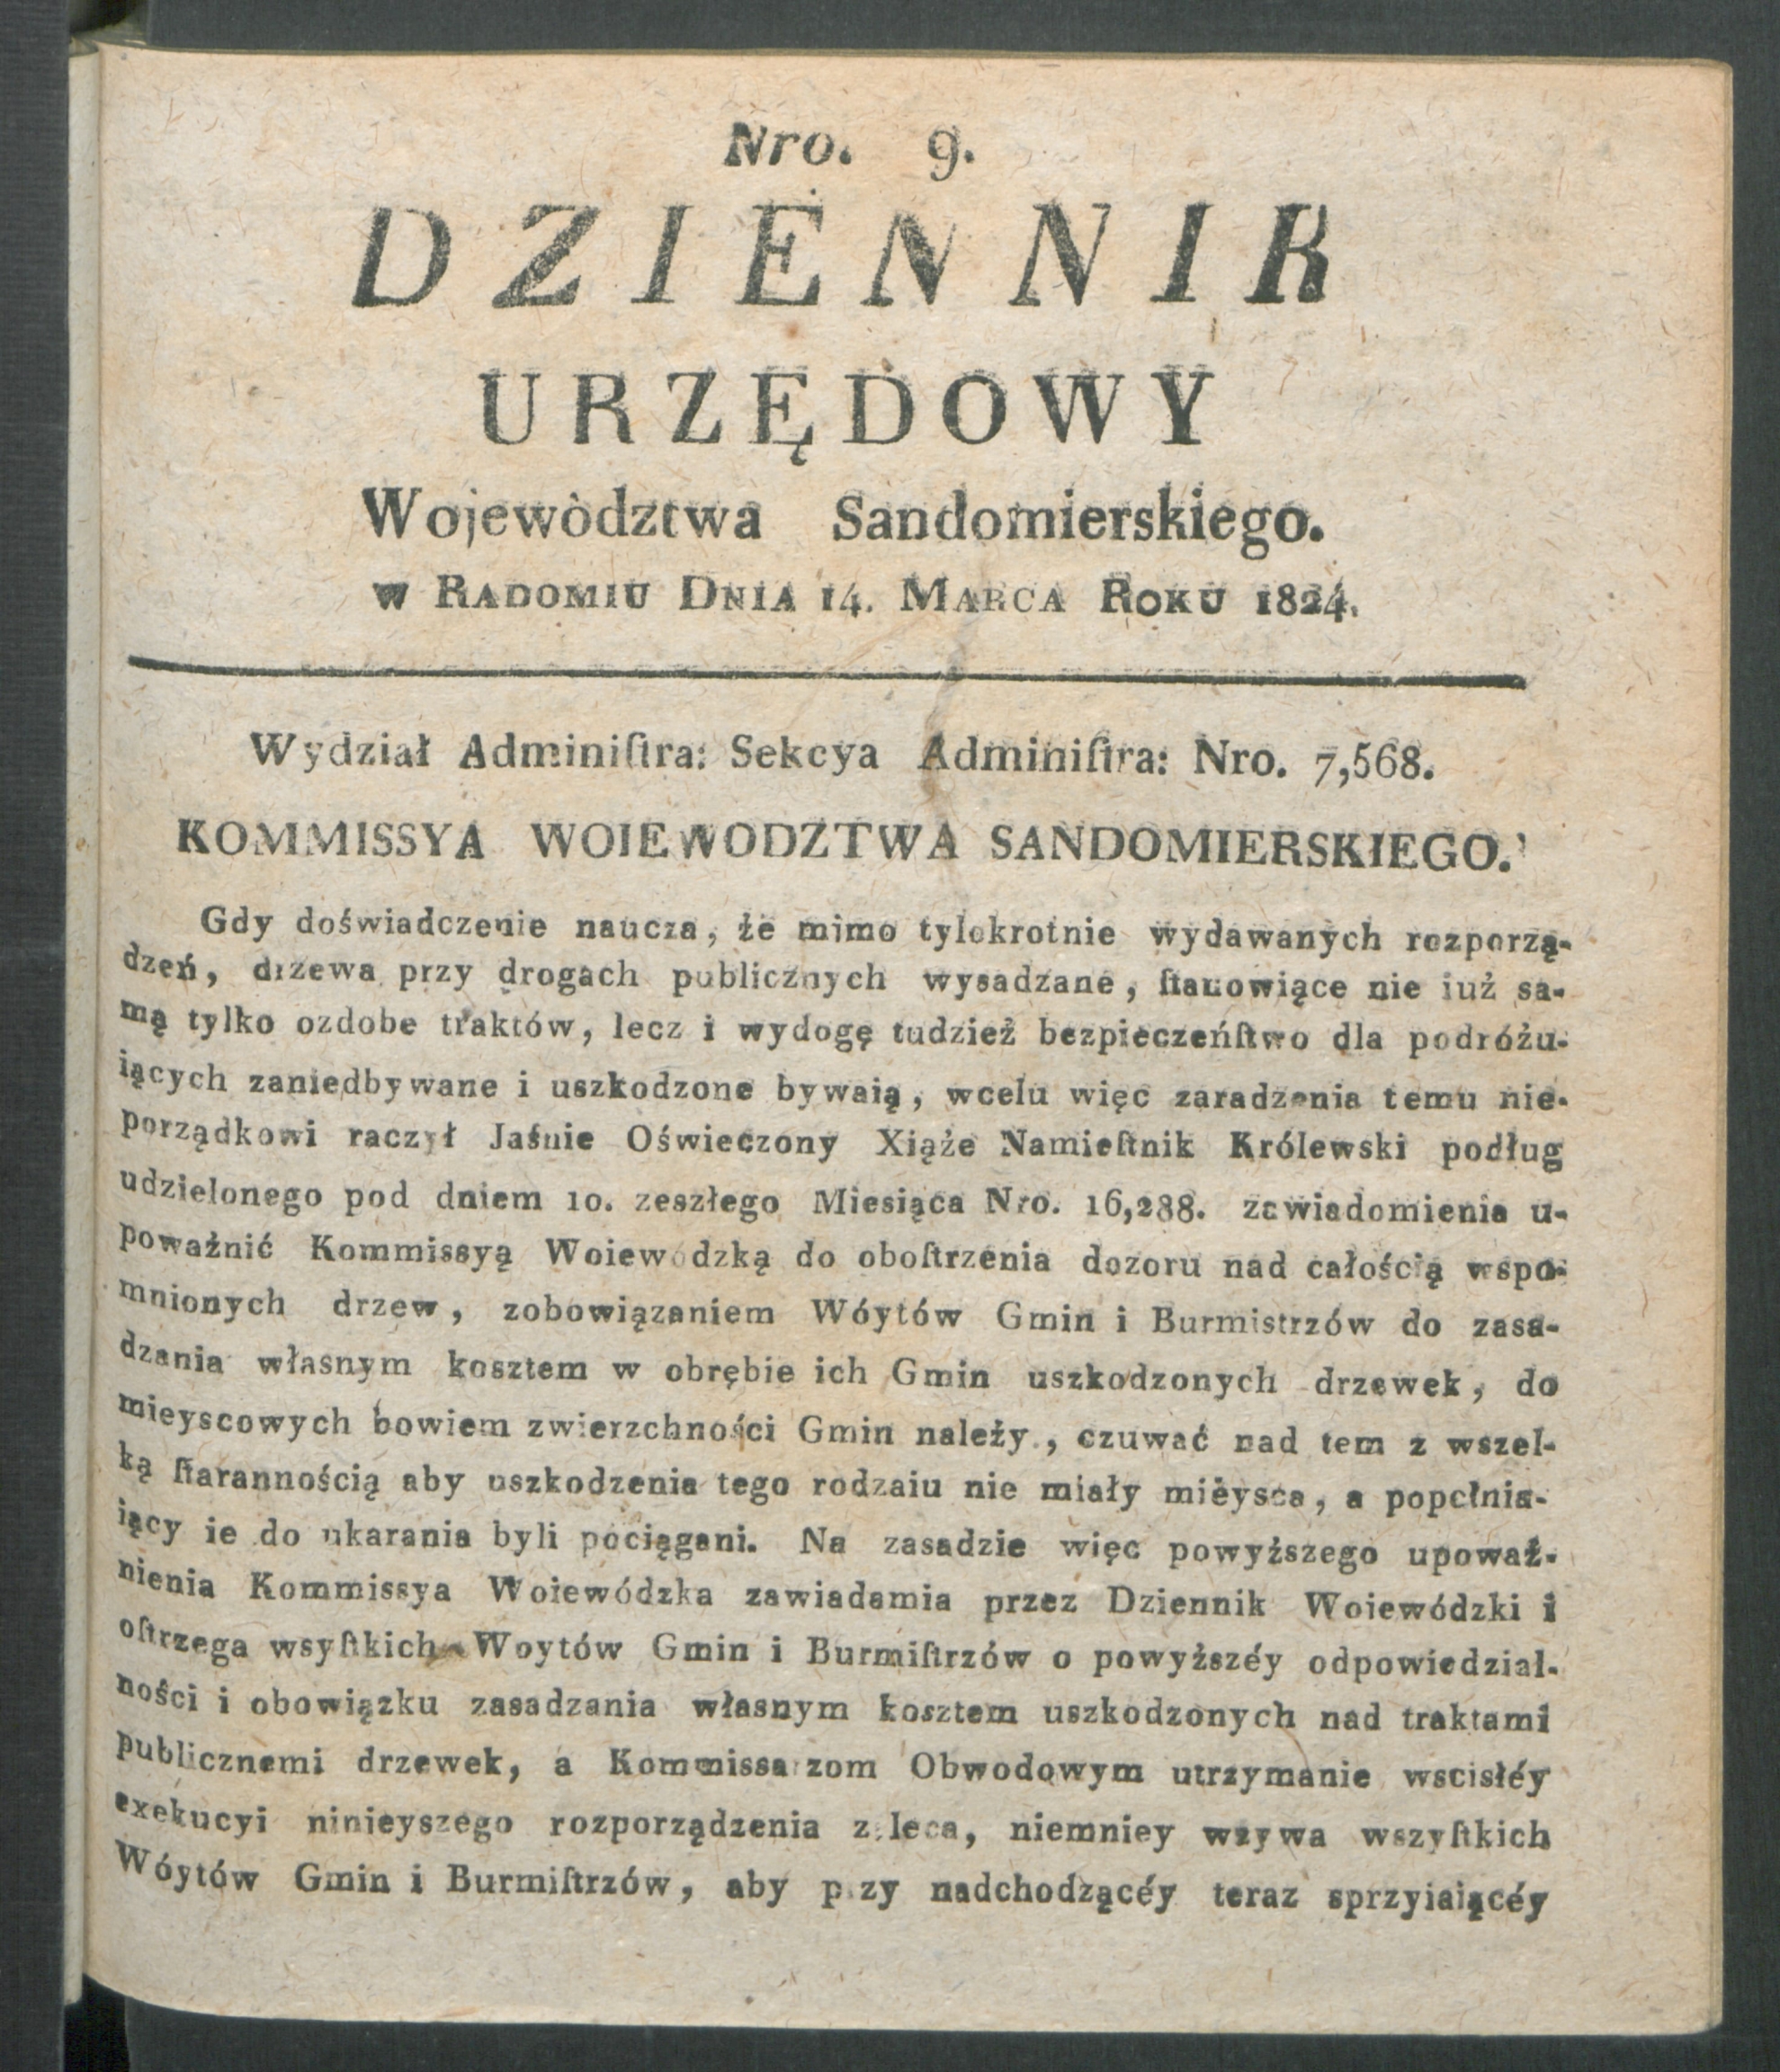 Nro. 9.
DZIENNIK
URZĘDOWY
Wojewòdztwa Sandomierskiego.
w Radomiu Dnia 14. Marca Roku 1824.
Wydział Adminiſtra: Sekcya Adminiſtra: Nro. 7,568.
KOMMISSYA WOIEWODZTWA SANDOMIERSKIEGO.
Gdy doświadczenie naucza, że mimo tylokrotnie wydawanych rozporzą-
dzeń, drzewa przy drogach publicznych wysadzane, ſtanowiące nie iuż sa-
mą tylko ozdobe traktów, lecz i wydogę tudzież bezpieczeńſtwo dla podróżu-
iących zaniedbywane i uszkodzone bywaią, wcelu więc zaradzenia temu nie-
porządkowi raczył Jaśnie Oświeczony Xiąże Namieſtnik Królewski podług
udzielonego pod dniem 10. zeszłego Miesiąca Nro. 16,288. zawiadomienia u-
poważnić Kommissyą Woiewodzką do oboſtrzenia dozoru nad całością wspo-
mnionych drzew, zobowiązaniem Wóytów Gmin i Burmistrzów do zasa-
dzania własnym kosztem w obrębie ich Gmin uszkodzonych drzewek, do
mieyscowych bowiem zwierzchności Gmin należy, czuwać nad tem z wszel-
ką ſtarannością aby uszkodzenia tego rodzaiu nie miały mieysca, a popełnia-
iący ie do ukarania byli pociągani. Na zasadzie więc powyższego upoważ-
nienia Kommissya Woiewódzka zawiadamia przez Dziennik Woiewódzki i
oſtrzega wsyſtkich Woytów Gmin i Burmiſtrzów o powyższéy odpowiedzial-
ności i obowiązku zasadzania własnym kosztem uszkodzonych nad traktami
publicznemi drzewek, a Kommissarzom Obwodowym utrzymanie wscisłéy
exekucyi ninieyszego rozporządzenia zaleca, niemniey wzywa wszyſtkich
Wóytów Gmin i Burmiſtrzów, aby przy nadchodzącéy teraz sprzyiaiącéy